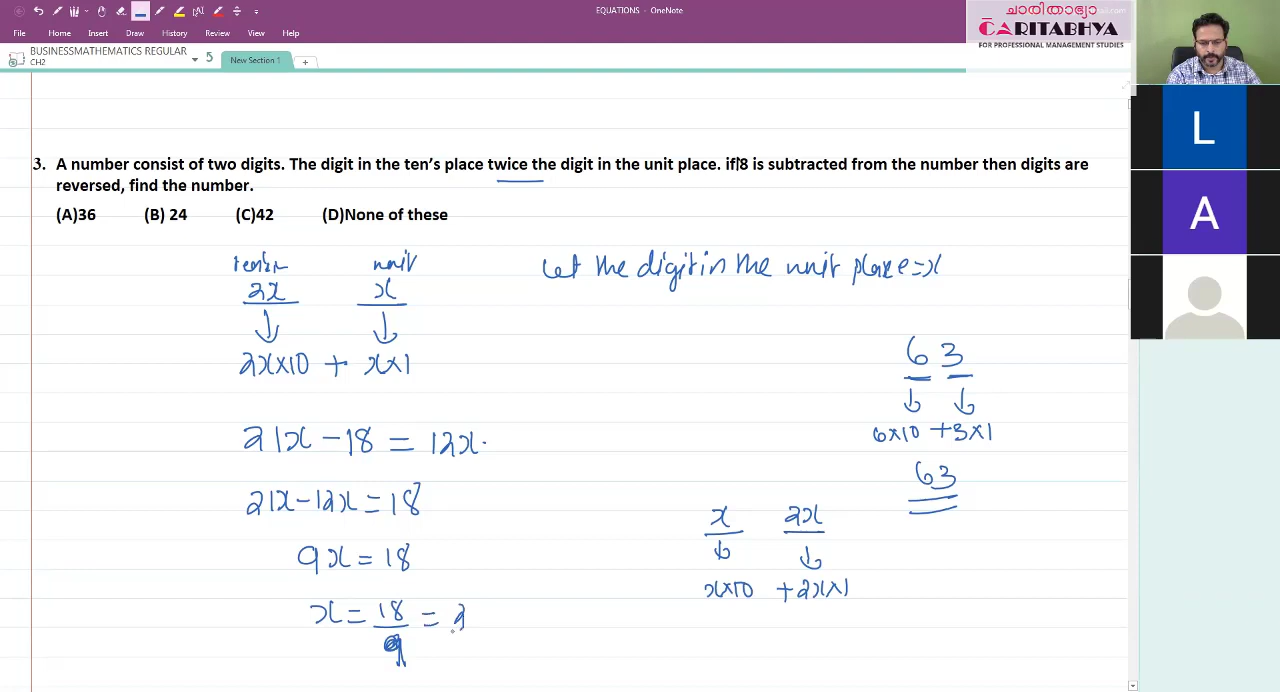 EQUATIONS - OneNote
ചാരിതാഭ്യാ
CARITABHYA
FOR PROFESSIONAL MANAGEMENT STUDIES
File Home Insert Draw History Review View Help
BUSINESSMATHEMATICS REGULAR
CH2
New Section 1
3. A number consist of two digits. The digit in the ten's place twice the digit in the unit place. if 18 is subtracted from the number then digits are
reversed, find the number.
(A)36 (B) 24 (C)42 (D)None of these
unit
Let the digit in the unit place = x
2x x
2x×10 + x×1
6 3
6×10 + 3×1
63
21x - 18 = 12x
21x - 12x = 18
9x = 18
x = 18/9 = 2
x 2x
x×10 + 2x×1
L
A